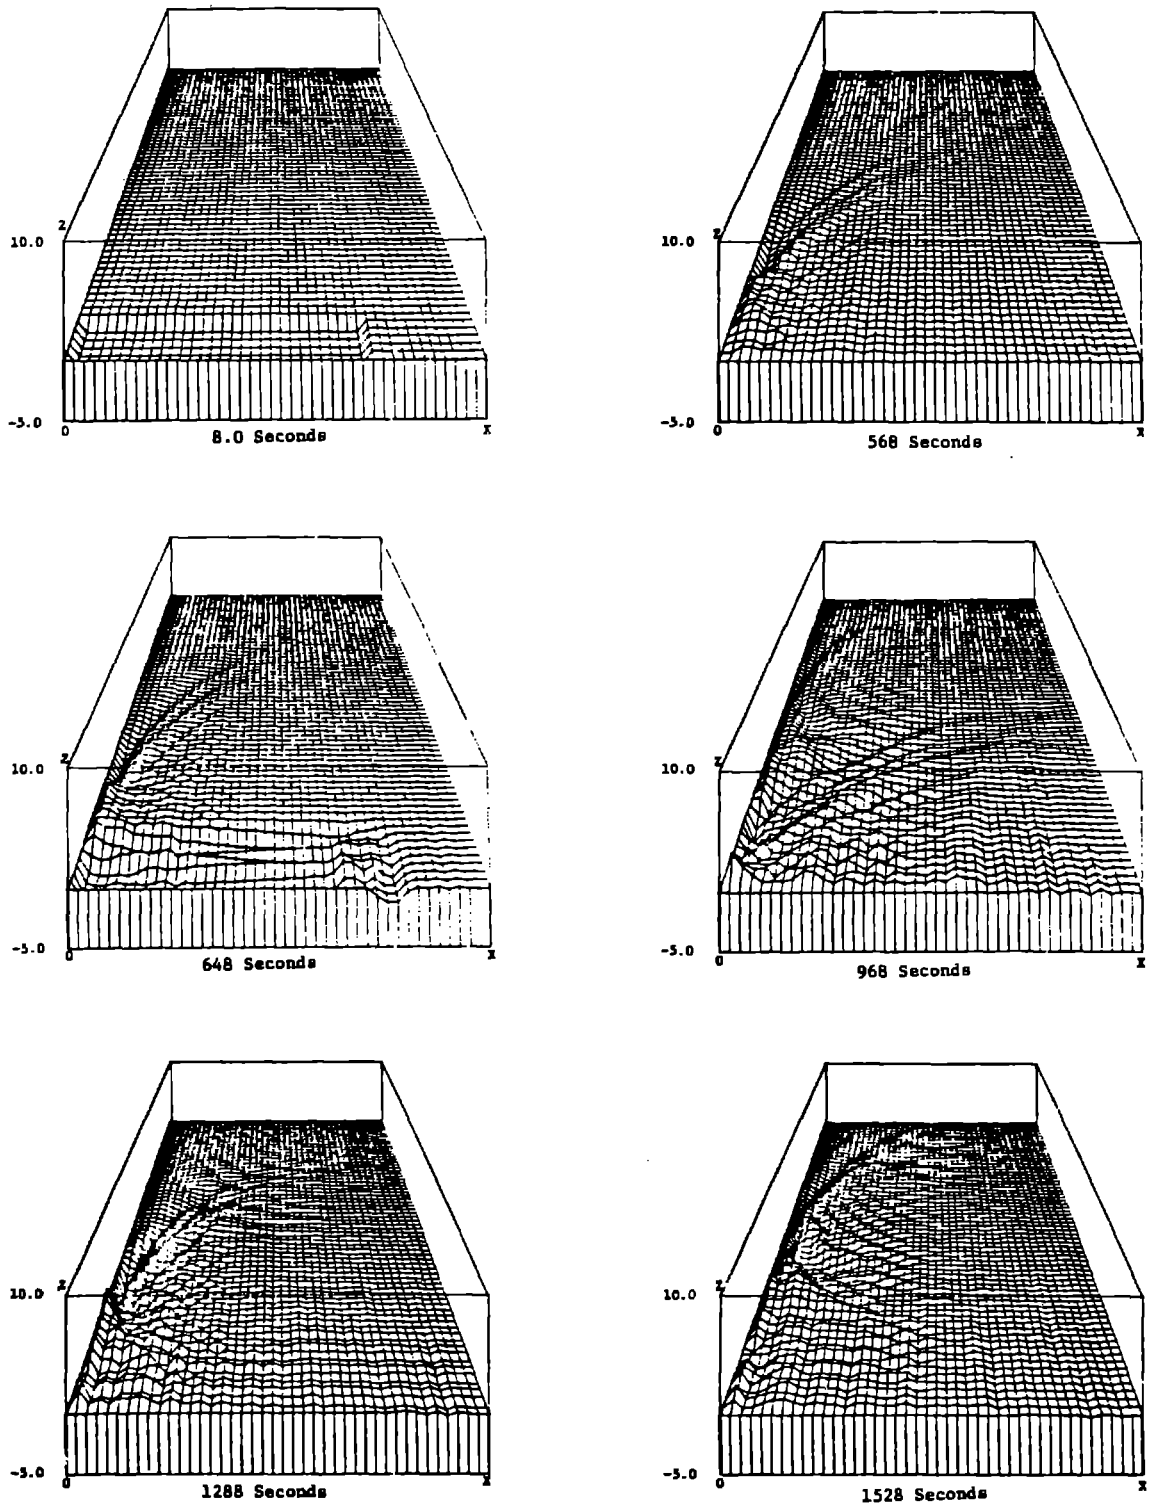 Z
10.0
-5.0
0
X
8.0 Seconds
Z
10.0
-5.0
0
X
568 Seconds
Z
10.0
-5.0
0
X
648 Seconds
Z
10.0
-5.0
0
X
968 Seconds
Z
10.0
-5.0
0
X
1288 Seconds
Z
10.0
-5.0
0
X
1528 Seconds